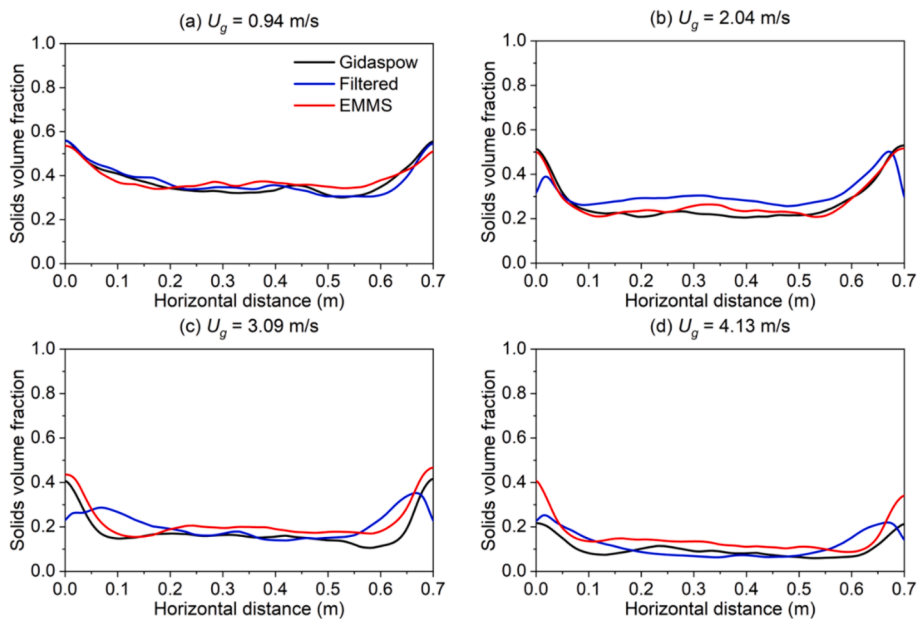 (a) Ug = 0.94 m/s
Solids volume fraction
1.0
0.8
0.6
0.4
0.2
0.0
Gidaspow
Filtered
EMMS
0.0 0.1 0.2 0.3 0.4 0.5 0.6 0.7
Horizontal distance (m)
(b) Ug = 2.04 m/s
Solids volume fraction
1.0
0.8
0.6
0.4
0.2
0.0
0.0 0.1 0.2 0.3 0.4 0.5 0.6 0.7
Horizontal distance (m)
(c) Ug = 3.09 m/s
Solids volume fraction
1.0
0.8
0.6
0.4
0.2
0.0
0.0 0.1 0.2 0.3 0.4 0.5 0.6 0.7
Horizontal distance (m)
(d) Ug = 4.13 m/s
Solids volume fraction
1.0
0.8
0.6
0.4
0.2
0.0
0.0 0.1 0.2 0.3 0.4 0.5 0.6 0.7
Horizontal distance (m)